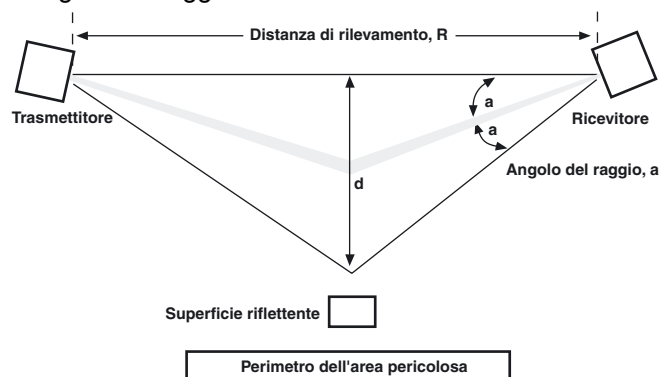 Distanza di rilevamento, R
Trasmettitore
Ricevitore
a
a
Angolo del raggio, a
d
Superficie riflettente
Perimetro dell'area pericolosa